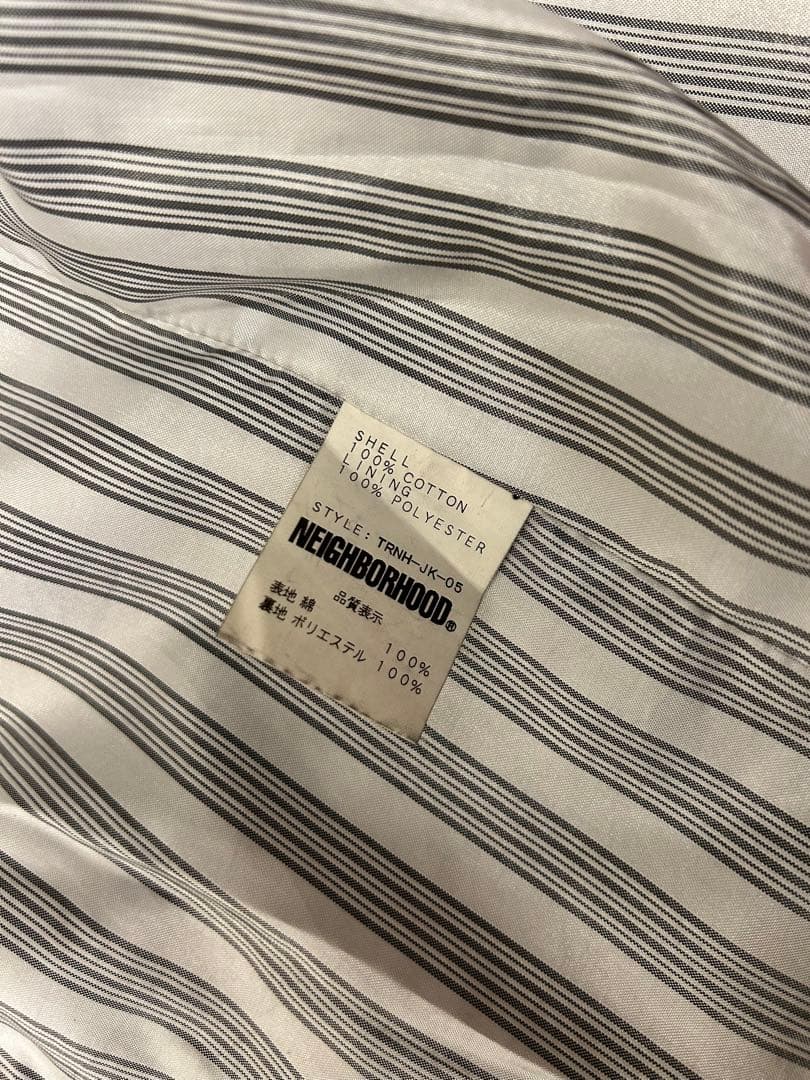 SHELL
100% COTTON
LINING
100% POLYESTER
STYLE: TRNH-JK-05
NEIGHBORHOOD®
品質表示
表地 綿 100%
裏地 ポリエステル 100%